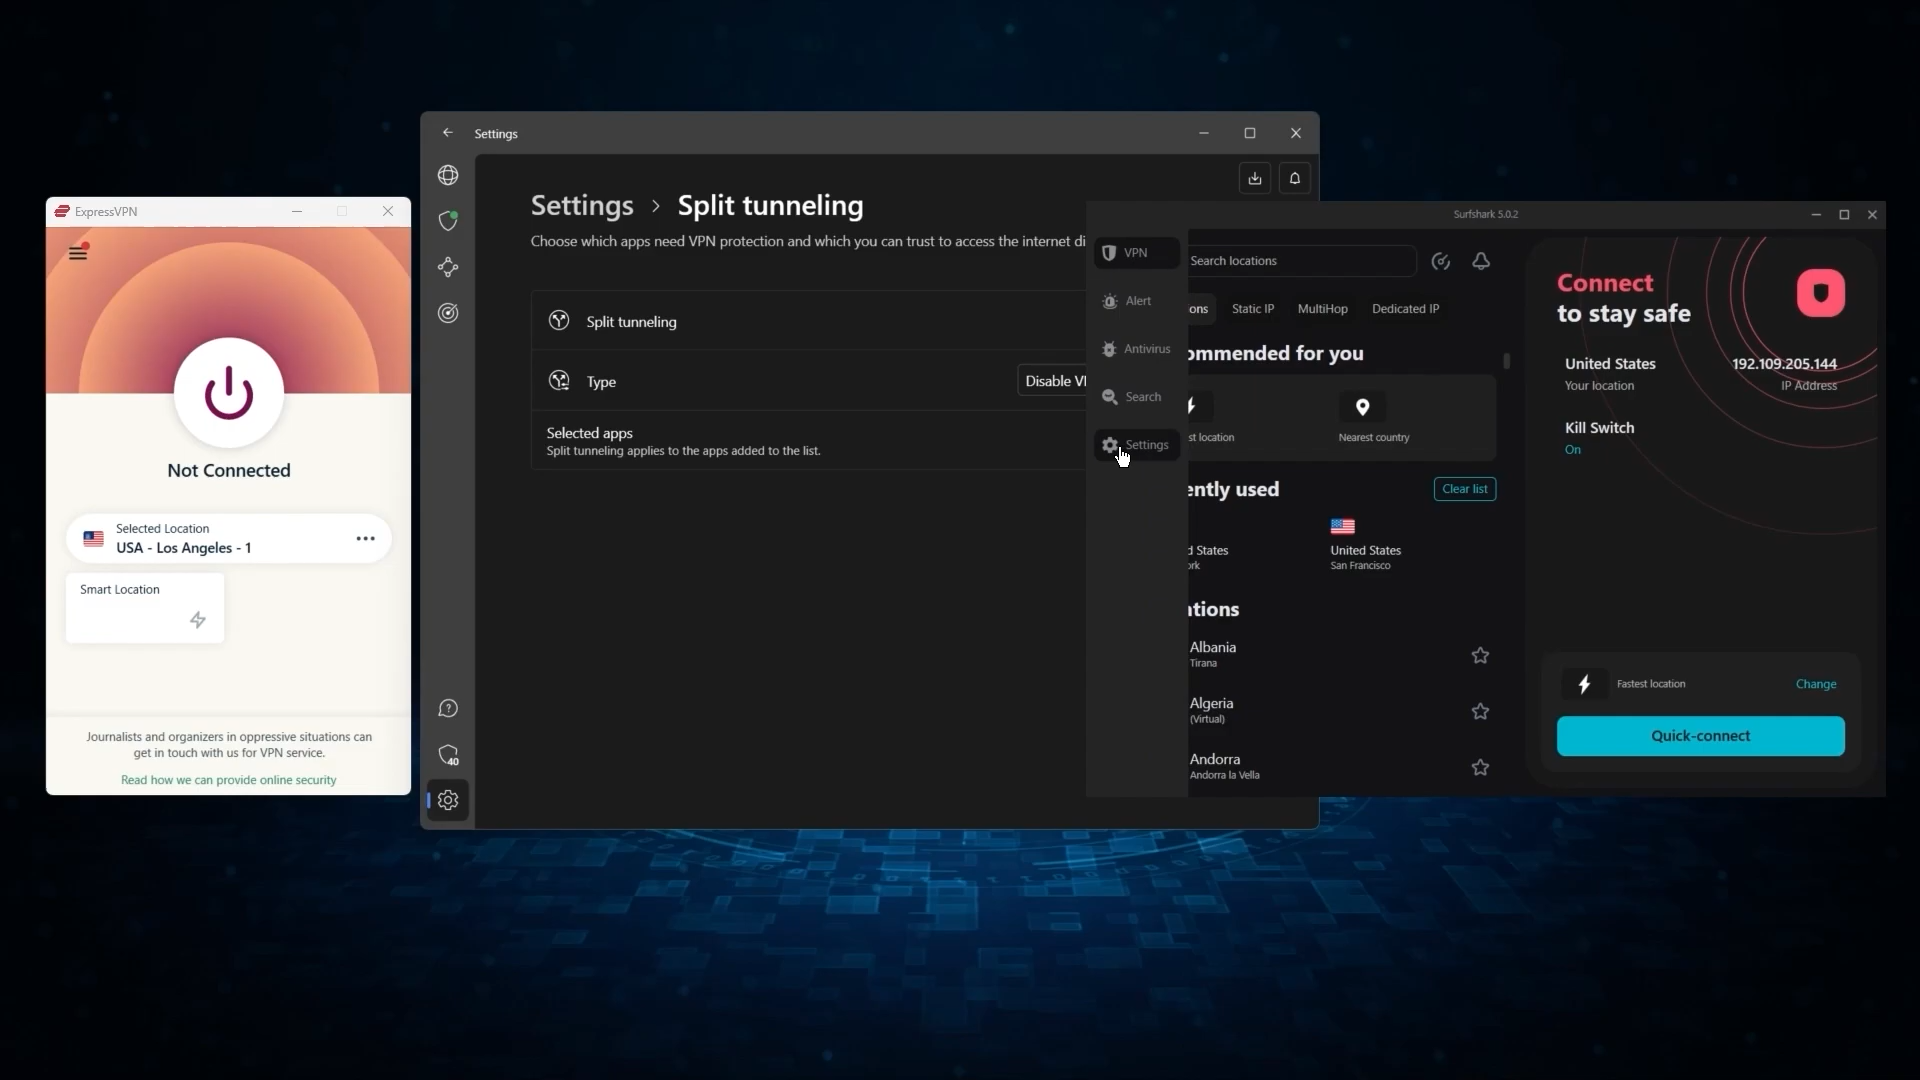 ExpressVPN
Not Connected
Selected Location
USA - Los Angeles - 1
Smart Location
Journalists and organizers in oppressive situations can
get in touch with us for VPN service.
Read how we can provide online security
Settings
Settings > Split tunneling
Choose which apps need VPN protection and which you can trust to access the internet di
Split tunneling
Type
Disable V
Selected apps
Split tunneling applies to the apps added to the list.
40
Surfshark 5.0.2
VPN
Alert
Antivirus
Search
Settings
Search locations
ons
Static IP
MultiHop
Dedicated IP
ommended for you
st location
Nearest country
ently used
Clear list
d States
ork
United States
San Francisco
ations
Albania
Tirana
Algeria
(Virtual)
Andorra
Andorra la Vella
Connect
to stay safe
United States
192.109.205.144
Your location
IP Address
Kill Switch
On
Fastest location
Change
Quick-connect